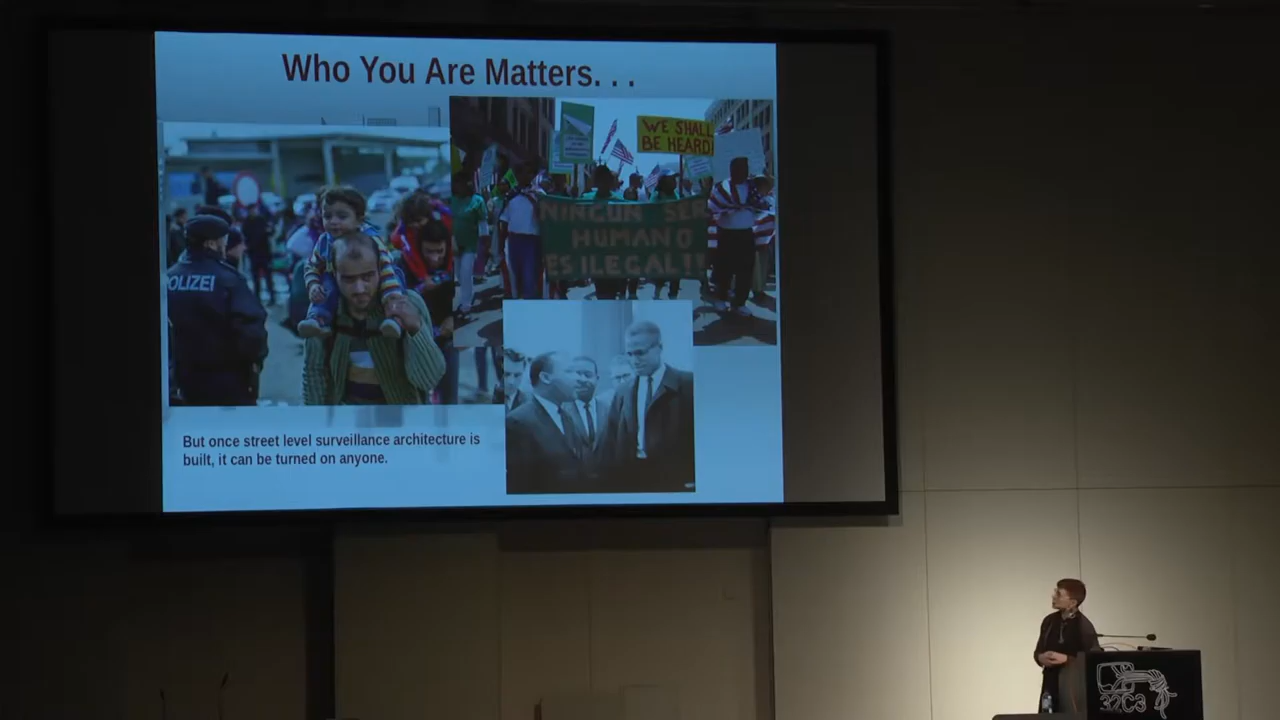 Who You Are Matters. . .
WE SHALL
BE HEARD!
NINGUN SER
HUMANO
ES ILEGAL!!
OLIZEI
But once street level surveillance architecture is
built, it can be turned on anyone.
32C3